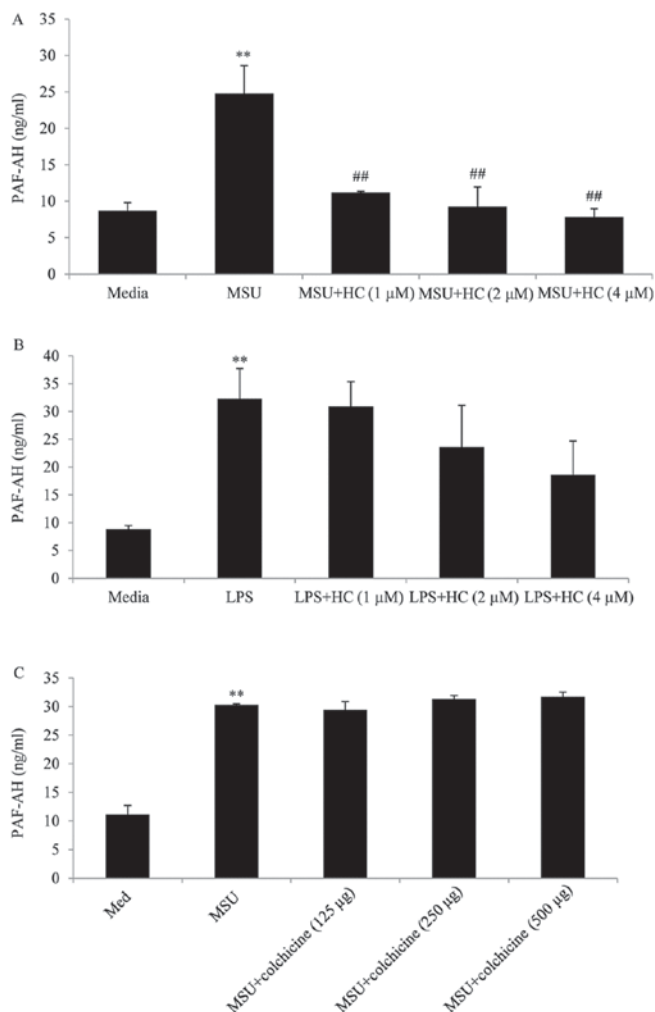 A
PAF-AH (ng/ml)
35
30
25
20
15
10
5
0
**
##
##
##
Media MSU MSU+HC (1 μM) MSU+HC (2 μM) MSU+HC (4 μM)
B
PAF-AH (ng/ml)
40
35
30
25
20
15
10
5
0
**
Media LPS LPS+HC (1 μM) LPS+HC (2 μM) LPS+HC (4 μM)
C
PAF-AH (ng/ml)
35
30
25
20
15
10
5
0
**
Med
MSU
MSU+colchicine (125 μg)
MSU+colchicine (250 μg)
MSU+colchicine (500 μg)